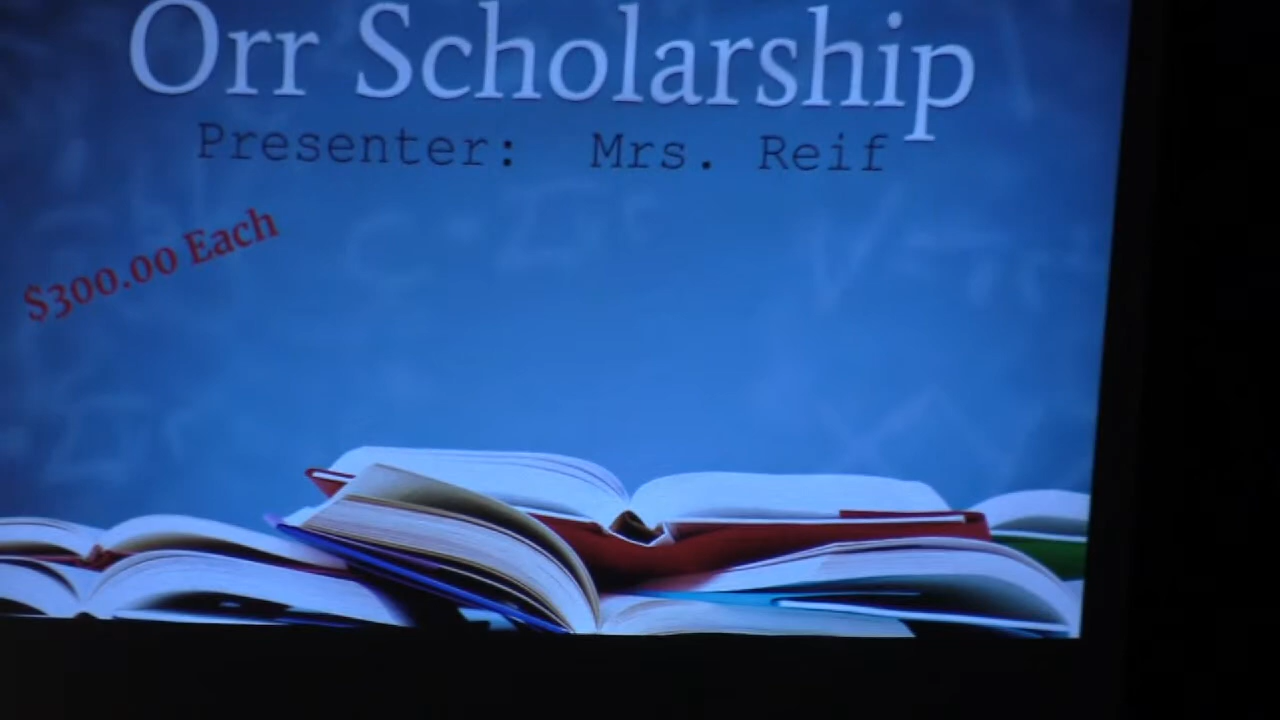 Orr Scholarship
Presenter: Mrs. Reif
$300.00 Each